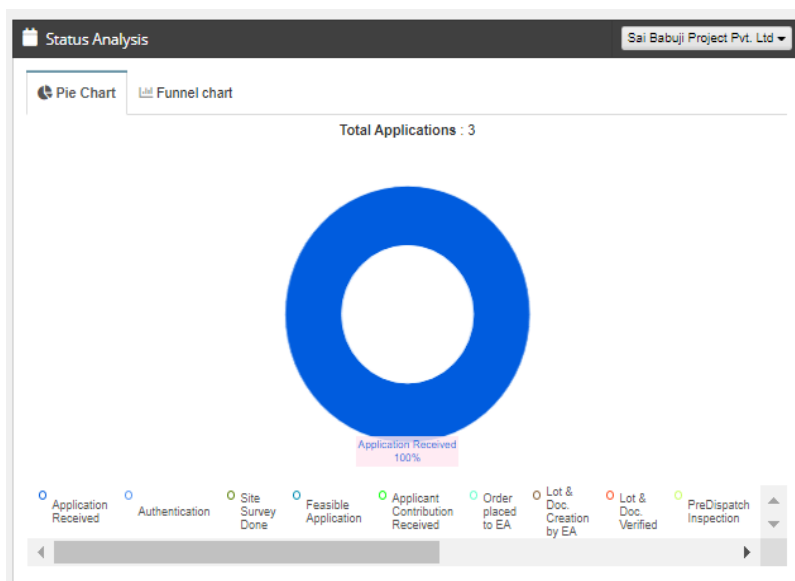 Status Analysis
Sai Babuji Project Pvt. Ltd
Pie Chart
Funnel chart
Total Applications : 3
Application Received
100%
Application
Received
Authentication
Site
Survey
Done
Feasible
Application
Applicant
Contribution
Received
Order
placed
to EA
Lot &
Doc.
Creation
by EA
Lot &
Doc.
Verified
PreDispatch
Inspection